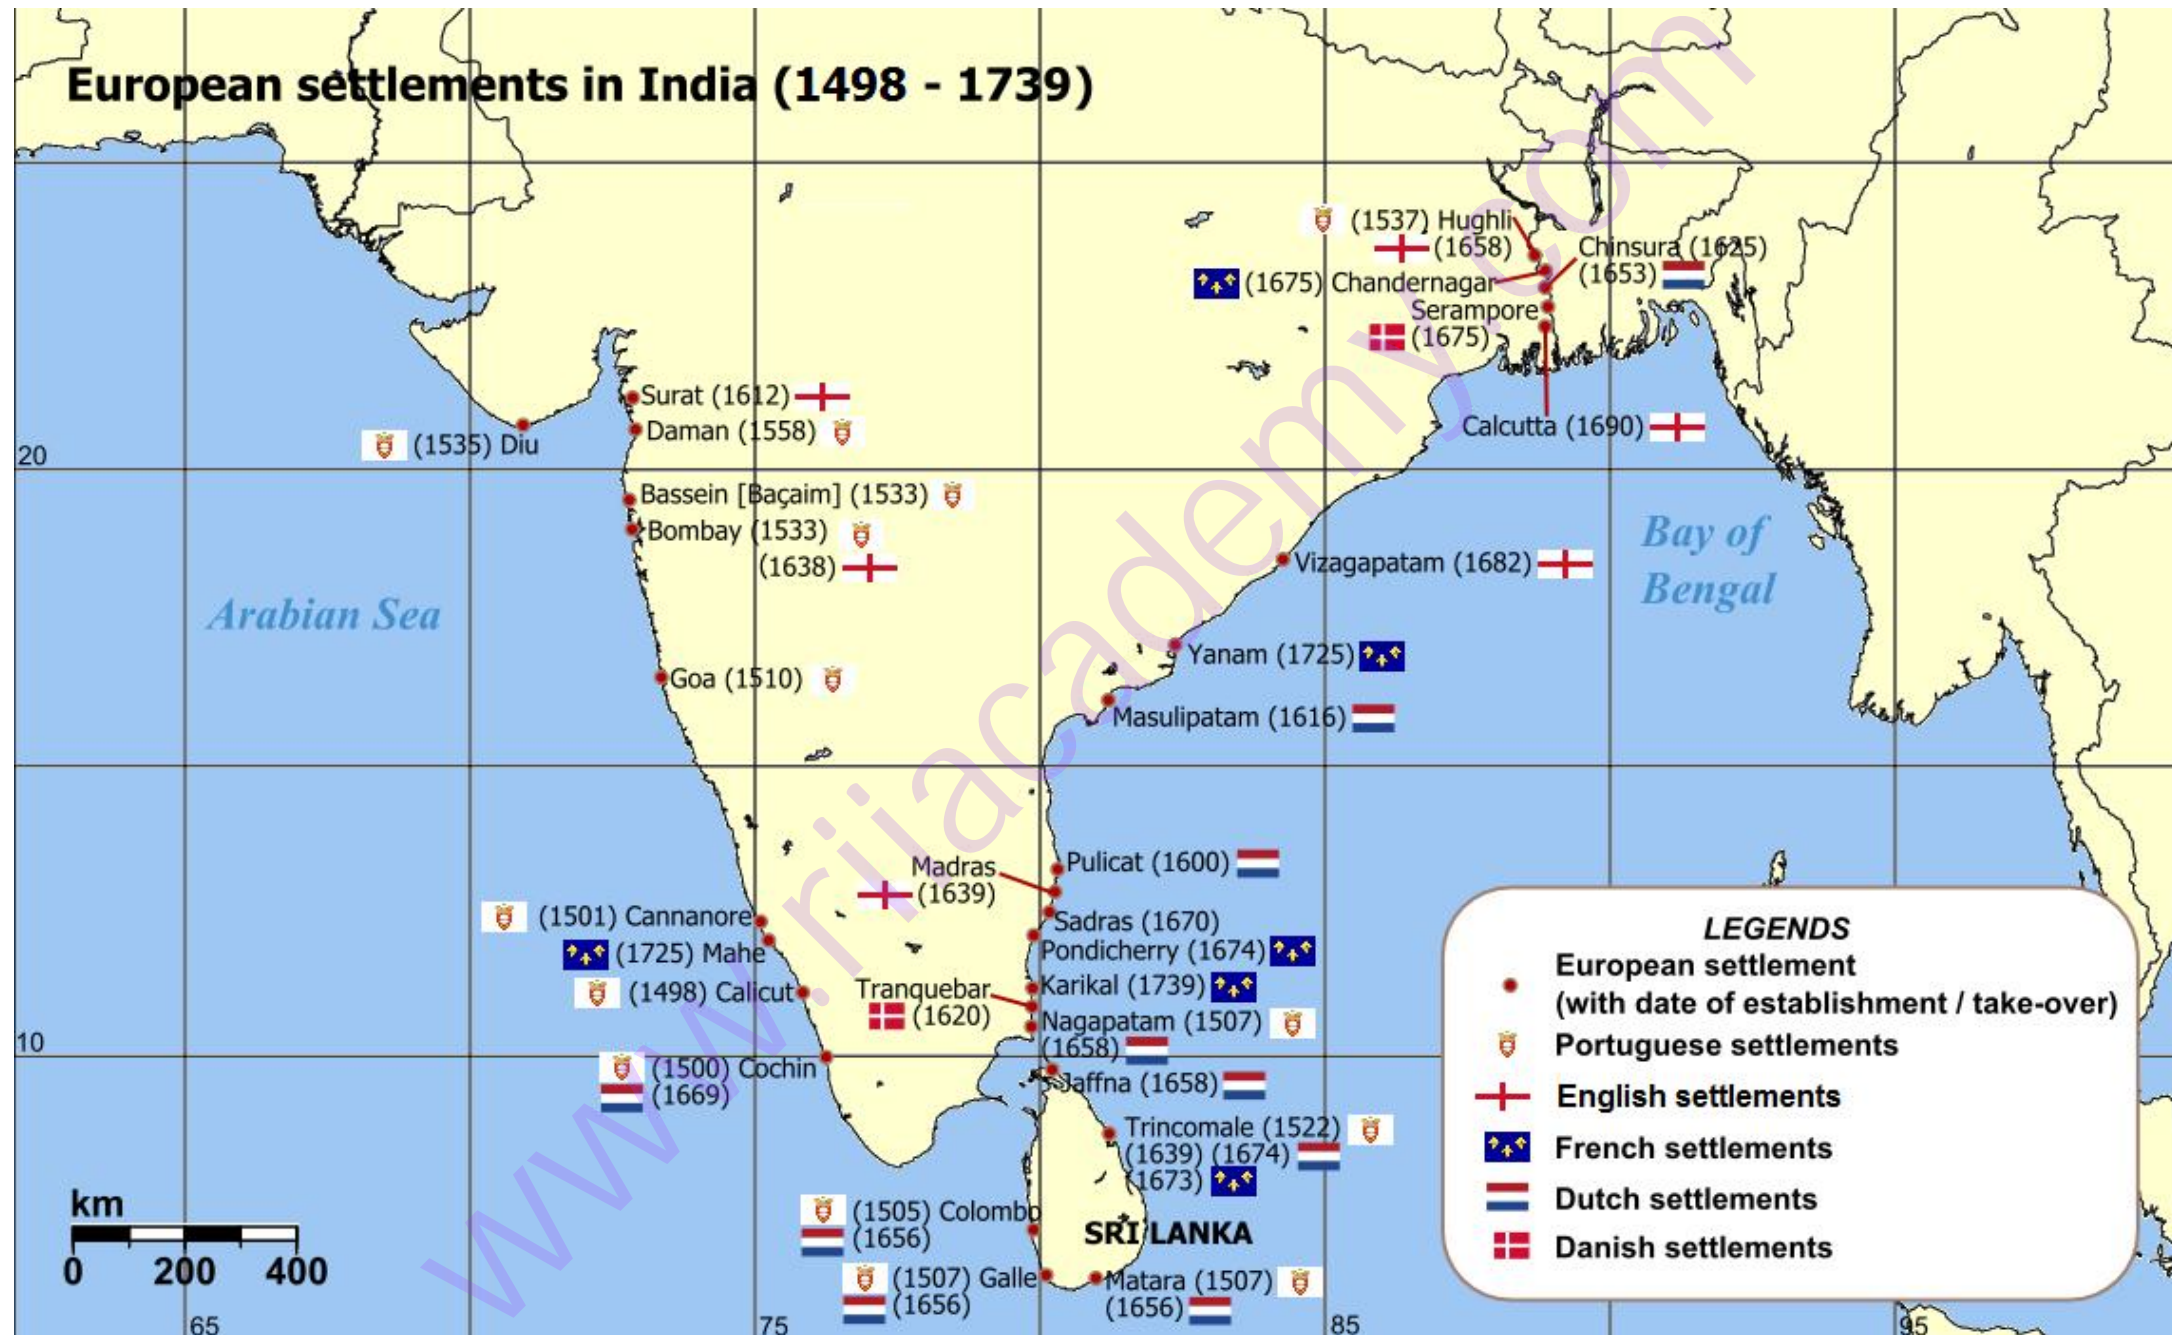 European settlements in India (1498 - 1739)
(1537) Hughli
(1658)
Chinsura (1625)
(1653)
(1675) Chandernagar
Serampore
(1675)
Surat (1612)
Daman (1558)
(1535) Diu
Calcutta (1690)
20
Bassein [Baçaim] (1533)
Bombay (1533)
(1638)
Bay of
Bengal
Vizagapatam (1682)
Arabian Sea
Yanam (1725)
Goa (1510)
Masulipatam (1616)
Pulicat (1600)
Madras
(1639)
(1501) Cannanore
Sadras (1670)
(1725) Mahe
Pondicherry (1674)
(1498) Calicut
Tranquebar
(1620)
Karikal (1739)
Nagapatam (1507)
(1658)
10
(1500) Cochin
(1669)
Jaffna (1658)
Trincomale (1522)
(1639) (1674)
(1673)
(1505) Colombo
(1656)
SRI LANKA
(1507) Galle
(1656)
Matara (1507)
(1656)
km
0 200 400
65 75 85 95
LEGENDS
European settlement
(with date of establishment / take-over)
Portuguese settlements
English settlements
French settlements
Dutch settlements
Danish settlements
www.rijacademy.com